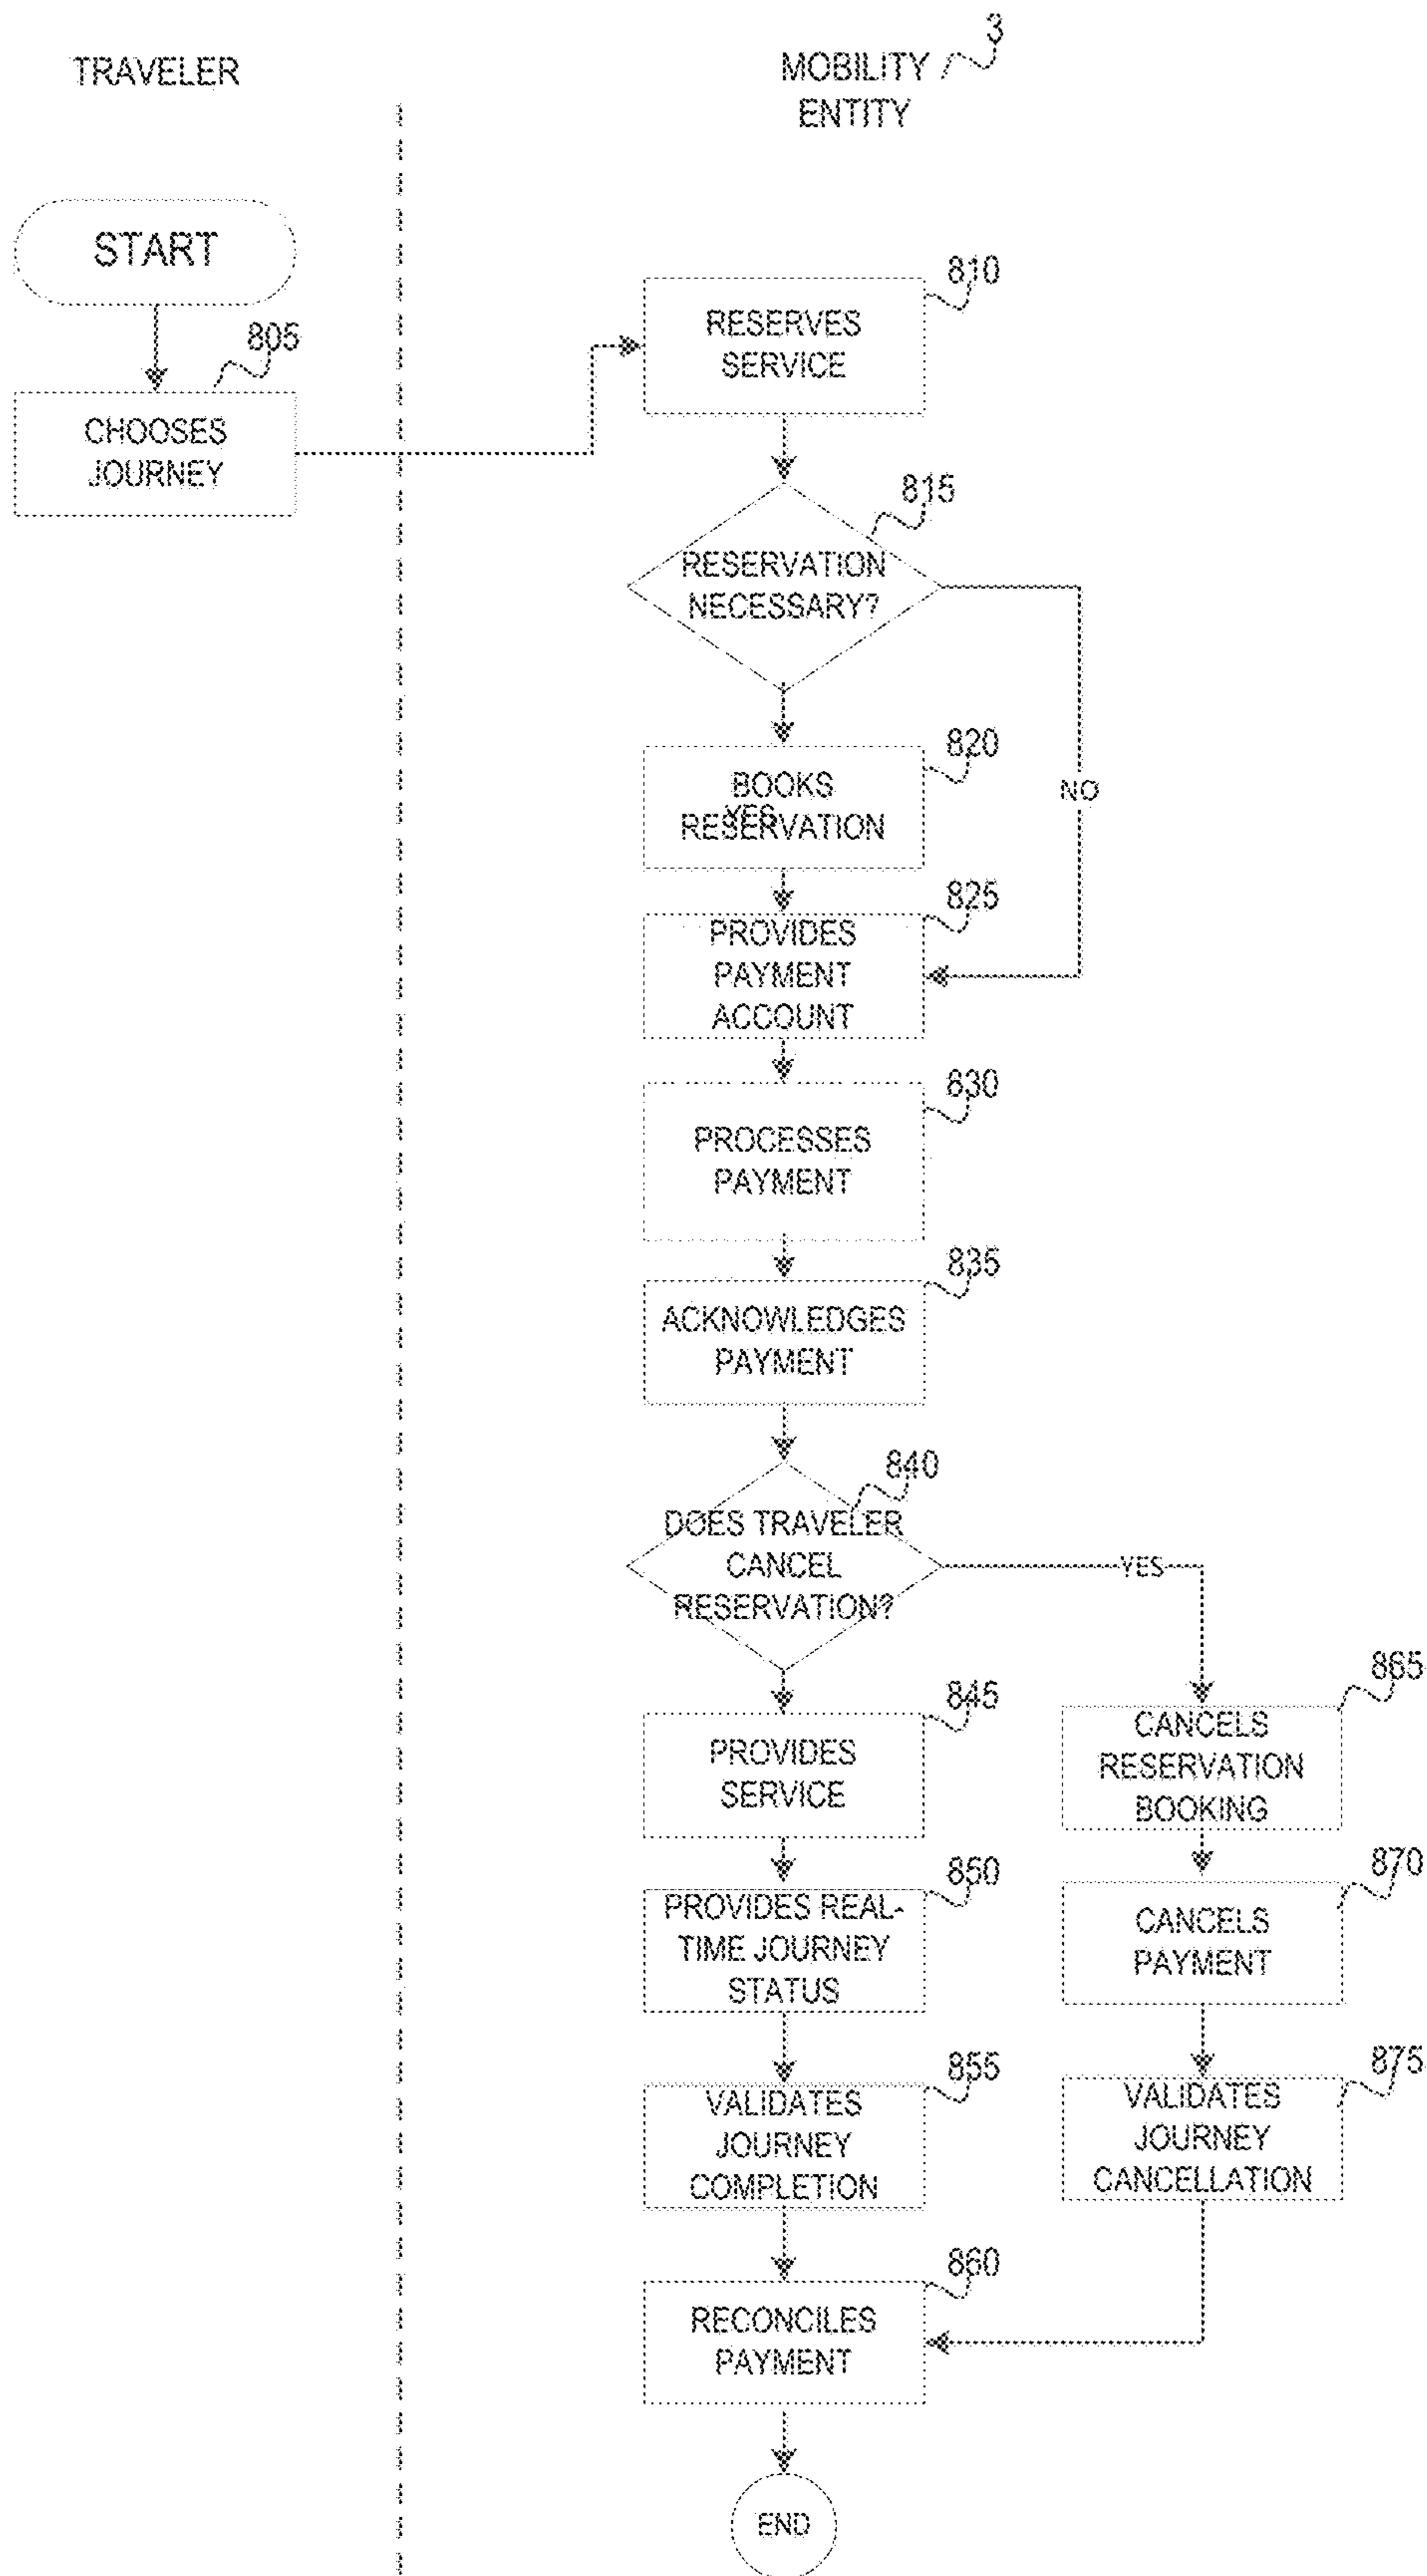 TRAVELER
MOBILITY
ENTITY
3
START
805
CHOOSES
JOURNEY
810
RESERVES
SERVICE
815
RESERVATION
NECESSARY?
820
BOOKS
YES
RESERVATION
NO
825
PROVIDES
PAYMENT
ACCOUNT
830
PROCESSES
PAYMENT
835
ACKNOWLEDGES
PAYMENT
840
DOES TRAVELER
CANCEL
RESERVATION?
YES
845
PROVIDES
SERVICE
865
CANCELS
RESERVATION
BOOKING
850
PROVIDES REAL-
TIME JOURNEY
STATUS
870
CANCELS
PAYMENT
855
VALIDATES
JOURNEY
COMPLETION
875
VALIDATES
JOURNEY
CANCELLATION
860
RECONCILES
PAYMENT
END